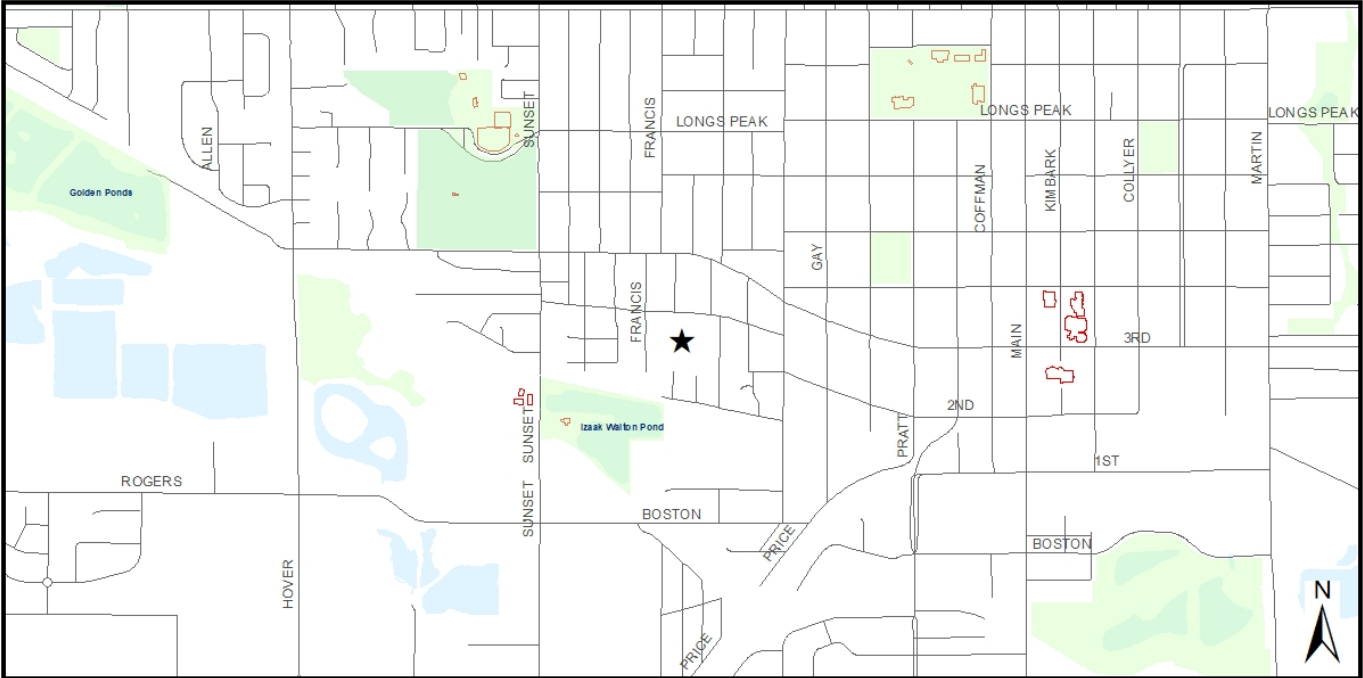 LONGS PEAK
LONGS PEAK
LONGS PEAK
SUNSET
FRANCIS
ALLEN
MARTIN
COLLYER
KIMBARK
COFFMAN
Golden Ponds
GAY
FRANCIS
MAIN
3RD
2ND
SUNSET
Izaak Walton Pond
PRATT
1ST
ROGERS
SUNSET
BOSTON
PRICE
BOSTON
HOVER
N
PRICE